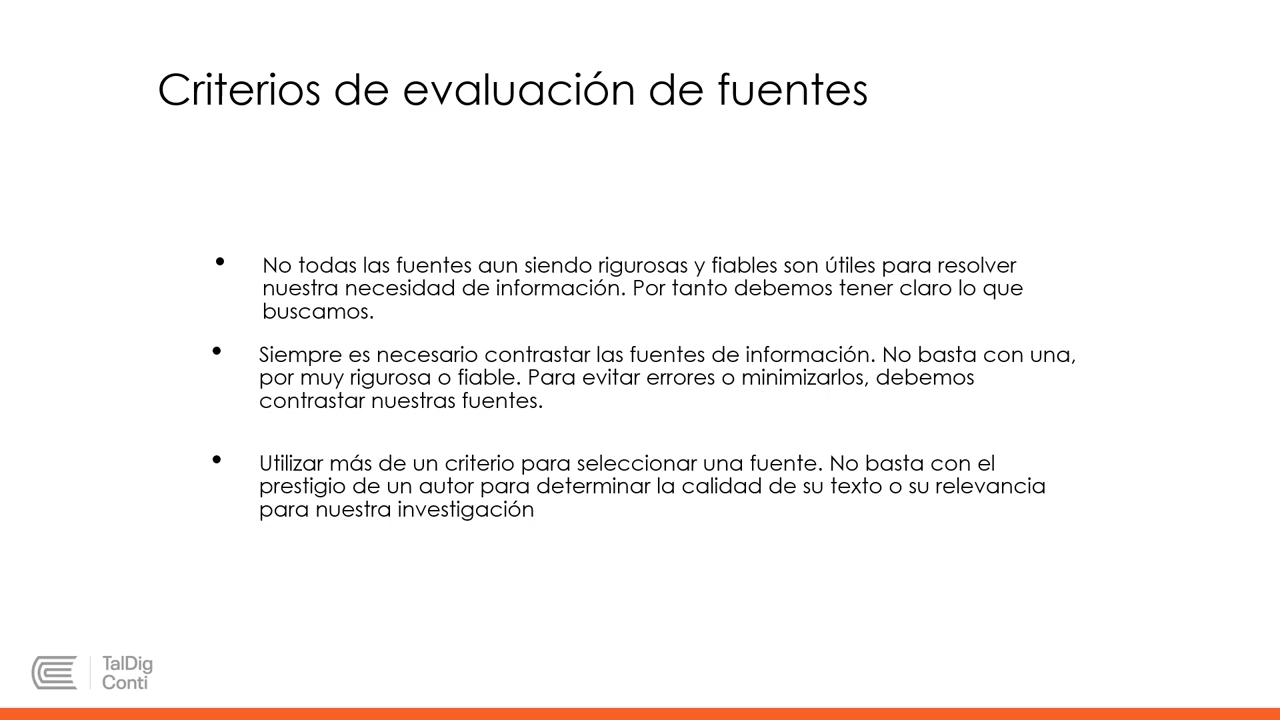 Criterios de evaluación de fuentes
• No todas las fuentes aun siendo rigurosas y fiables son útiles para resolver
nuestra necesidad de información. Por tanto debemos tener claro lo que
buscamos.
• Siempre es necesario contrastar las fuentes de información. No basta con una,
por muy rigurosa o fiable. Para evitar errores o minimizarlos, debemos
contrastar nuestras fuentes.
• Utilizar más de un criterio para seleccionar una fuente. No basta con el
prestigio de un autor para determinar la calidad de su texto o su relevancia
para nuestra investigación
TalDig
Conti